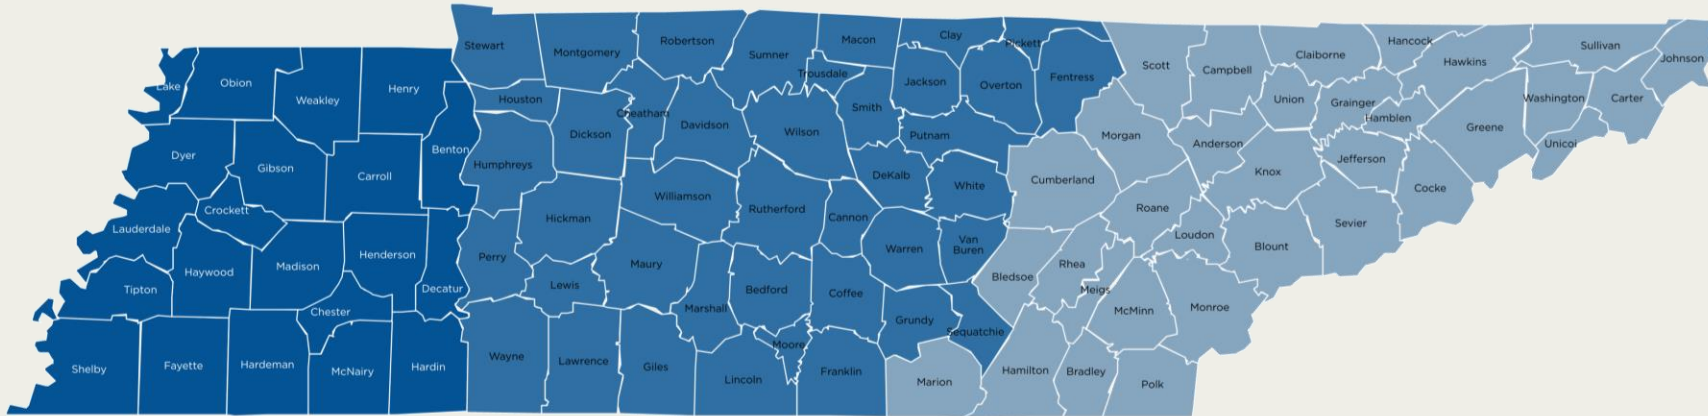 Stewart
Montgomery
Robertson
Sumner
Macon
Clay
Pickett
Trousdale
Jackson
Overton
Fentress
Scott
Campbell
Claiborne
Hancock
Hawkins
Sullivan
Johnson
Lake
Obion
Weakley
Henry
Houston
Cheatham
Dickson
Davidson
Wilson
Smith
Putnam
Morgan
Union
Grainger
Hamblen
Greene
Washington
Carter
Unicoi
Dyer
Gibson
Carroll
Benton
Humphreys
Williamson
Rutherford
DeKalb
White
Cumberland
Anderson
Knox
Jefferson
Cocke
Crockett
Lauderdale
Hickman
Cannon
Warren
Van
Buren
Roane
Loudon
Blount
Sevier
Haywood
Madison
Henderson
Decatur
Perry
Lewis
Maury
Bedford
Coffee
Bledsoe
Rhea
Meigs
McMinn
Monroe
Tipton
Chester
Marshall
Moore
Grundy
Sequatchie
Shelby
Fayette
Hardeman
McNairy
Hardin
Wayne
Lawrence
Giles
Lincoln
Franklin
Marion
Hamilton
Bradley
Polk